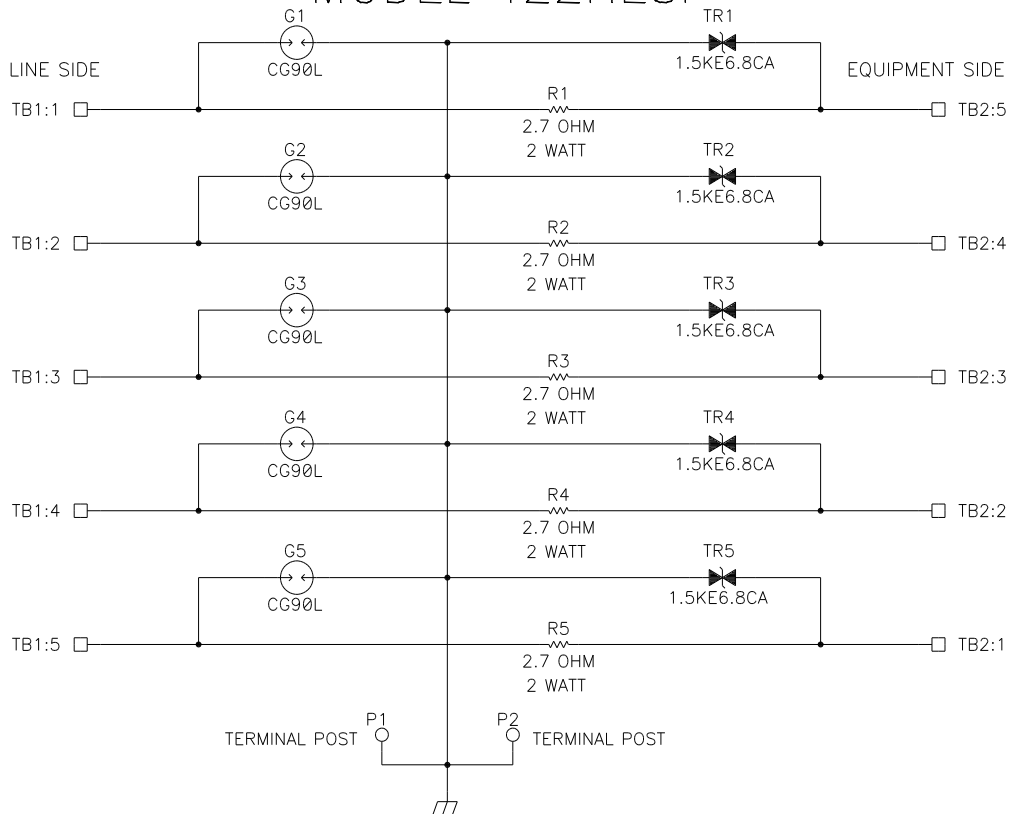 G1
TR1
CG90L
1.5KE6.8CA
LINE SIDE
EQUIPMENT SIDE
TB1:1
R1
TB2:5
2.7 OHM
2 WATT
G2
TR2
CG90L
1.5KE6.8CA
TB1:2
R2
TB2:4
2.7 OHM
2 WATT
G3
TR3
CG90L
1.5KE6.8CA
TB1:3
R3
TB2:3
2.7 OHM
2 WATT
G4
TR4
CG90L
1.5KE6.8CA
TB1:4
R4
TB2:2
2.7 OHM
2 WATT
G5
TR5
CG90L
1.5KE6.8CA
TB1:5
R5
TB2:1
2.7 OHM
2 WATT
P1
P2
TERMINAL POST
TERMINAL POST